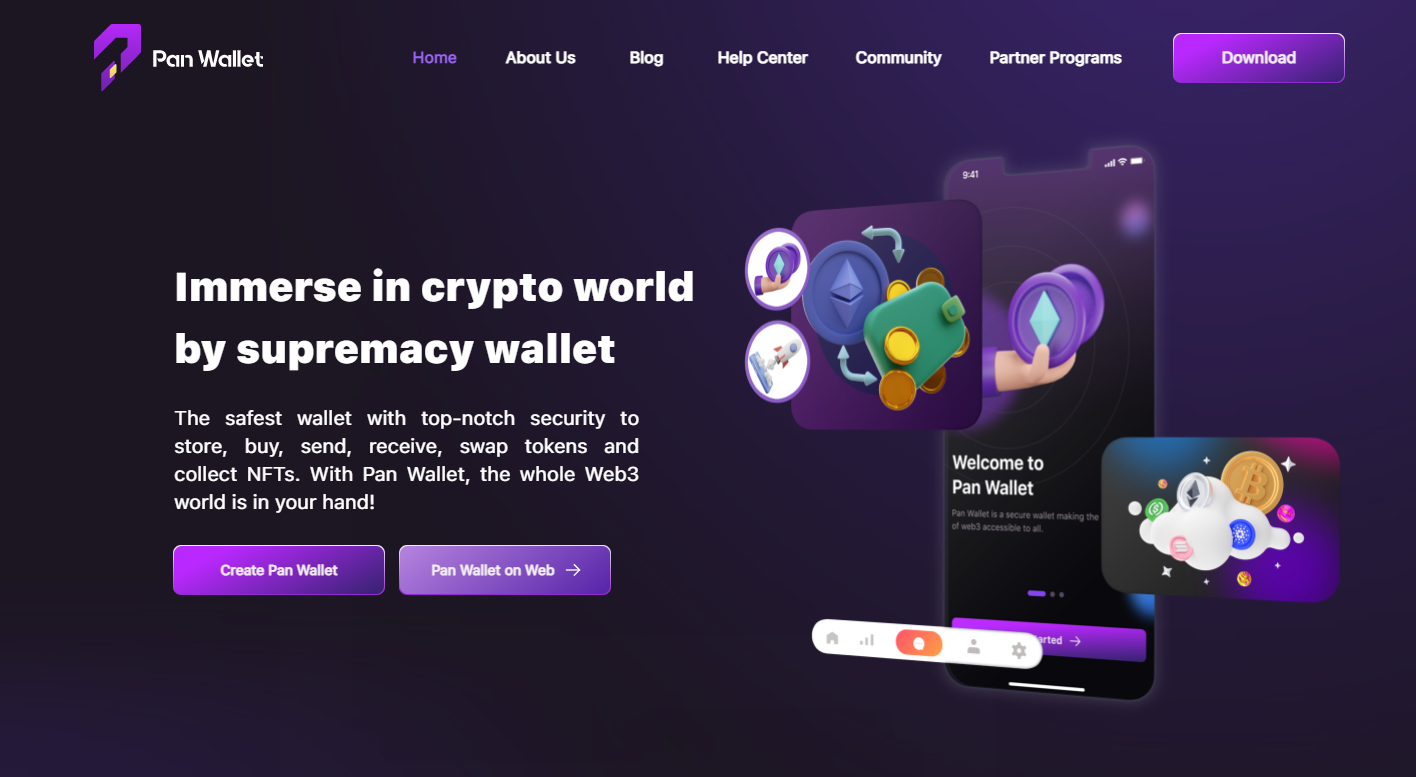 Pan Wallet
Home
About Us
Blog
Help Center
Community
Partner Programs
Download
Immerse in crypto world
by supremacy wallet
The safest wallet with top-notch security to
store, buy, send, receive, swap tokens and
collect NFTs. With Pan Wallet, the whole Web3
world is in your hand!
Create Pan Wallet
Pan Wallet on Web →
9:41
Welcome to
Pan Wallet
Pan Wallet is a secure wallet making the
of web3 accessible to all.
arted →